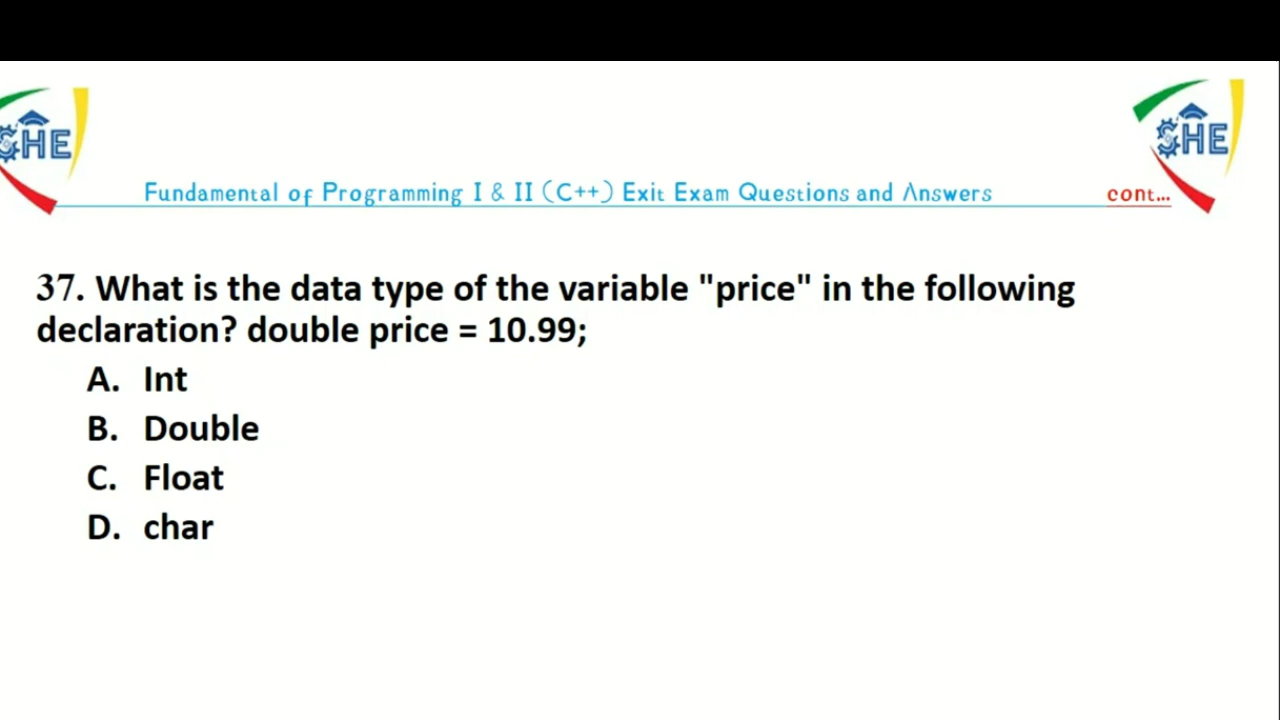 SHE
SHE
Fundamental of Programming I & II (C++) Exit Exam Questions and Answers cont...
37. What is the data type of the variable "price" in the following
declaration? double price = 10.99;
A. Int
B. Double
C. Float
D. char